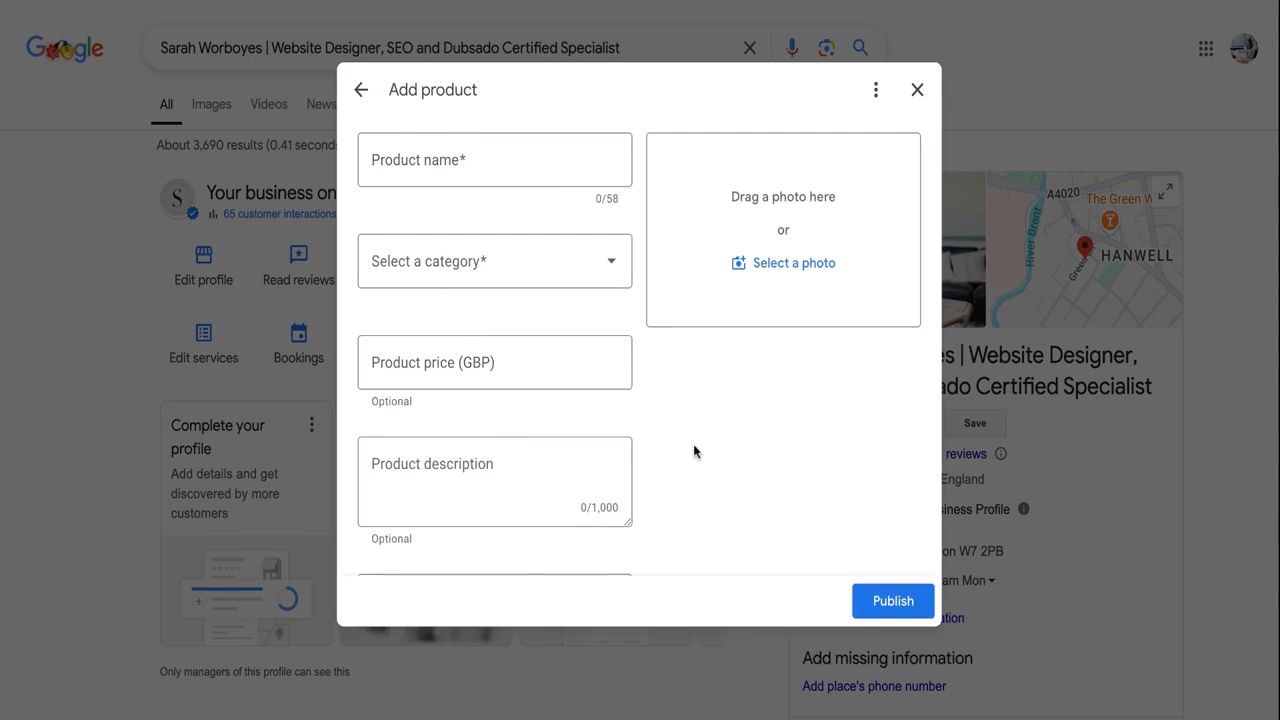 Google
Sarah Worboyes | Website Designer, SEO and Dubsado Certified Specialist
Add product
All
Images
Videos
News
About 3,690 results (0.41 seconds
Product name*
0/58
Drag a photo here
or
Select a photo
S
Your business on
65 customer interactions
A4020
The Green W
River Brent
HANWELL
Edit profile
Read reviews
Select a category*
Edit services
Bookings
Product price (GBP)
Optional
s | Website Designer,
ado Certified Specialist
Complete your
profile
Add details and get
discovered by more
customers
Save
reviews
England
Product description
0/1,000
Optional
siness Profile
on W7 2PB
am Mon
Publish
ation
Add missing information
Only managers of this profile can see this
Add place's phone number